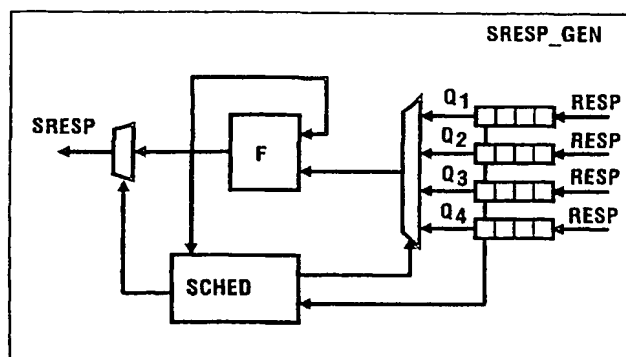 SRESP_GEN
Q1 RESP
SRESP
Q2 RESP
F
Q3 RESP
Q4 RESP
SCHED